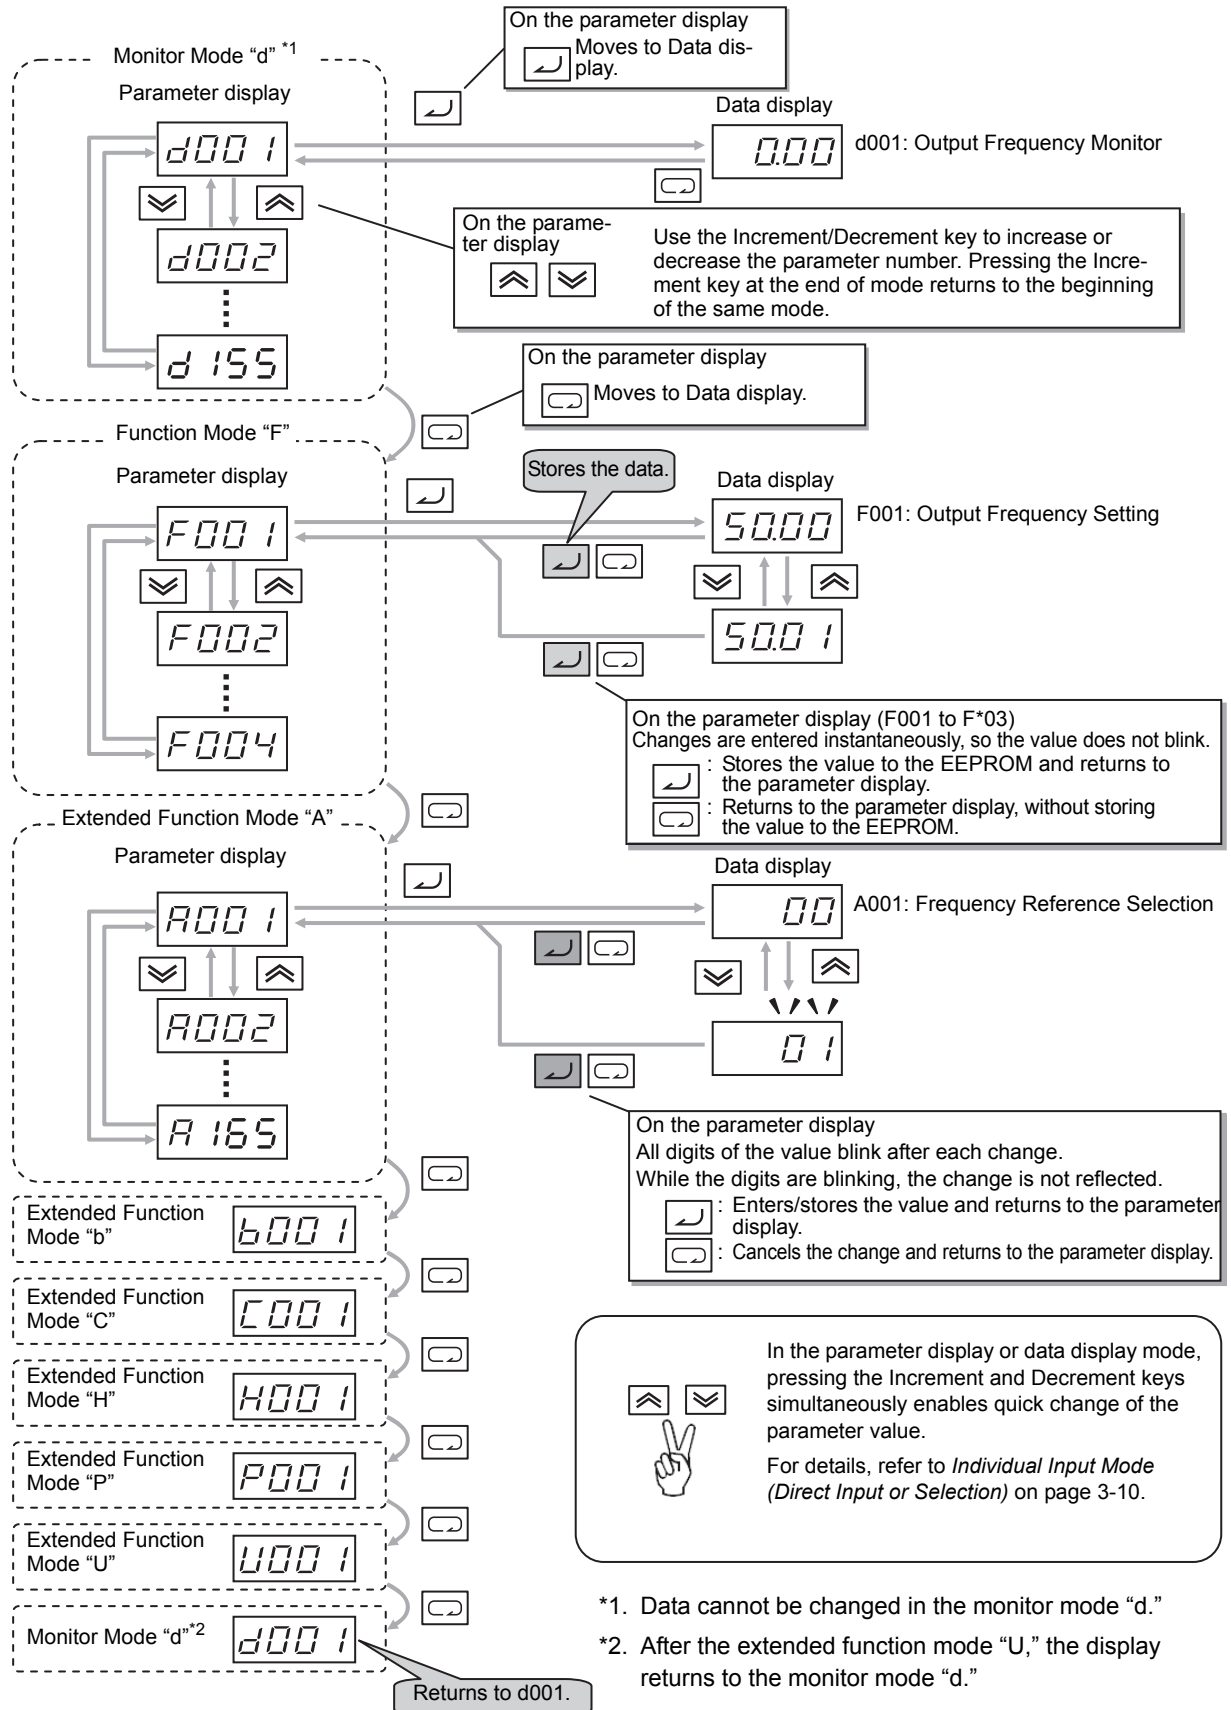 On the parameter display
Moves to Data dis-
play.
Monitor Mode “d” *1
Parameter display
Data display
d001
0.00
d001: Output Frequency Monitor
On the parame-
ter display
Use the Increment/Decrement key to increase or
decrease the parameter number. Pressing the Incre-
ment key at the end of mode returns to the beginning
of the same mode.
d002
d155
On the parameter display
Moves to Data display.
Function Mode “F”
Parameter display
Stores the data.
Data display
F001
50.00
F001: Output Frequency Setting
F002
50.01
F004
On the parameter display (F001 to F*03)
Changes are entered instantaneously, so the value does not blink.
: Stores the value to the EEPROM and returns to
the parameter display.
: Returns to the parameter display, without storing
the value to the EEPROM.
Extended Function Mode “A”
Parameter display
Data display
A001
00
A001: Frequency Reference Selection
A002
01
A165
On the parameter display
All digits of the value blink after each change.
While the digits are blinking, the change is not reflected.
: Enters/stores the value and returns to the parameter
display.
: Cancels the change and returns to the parameter display.
Extended Function
Mode “b”
b001
Extended Function
Mode “C”
C001
Extended Function
Mode “H”
H001
Extended Function
Mode “P”
P001
Extended Function
Mode “U”
U001
Monitor Mode “d”*2
d001
Returns to d001.
In the parameter display or data display mode,
pressing the Increment and Decrement keys
simultaneously enables quick change of the
parameter value.
For details, refer to Individual Input Mode
(Direct Input or Selection) on page 3-10.
*1. Data cannot be changed in the monitor mode “d.”
*2. After the extended function mode “U,” the display
returns to the monitor mode “d.”